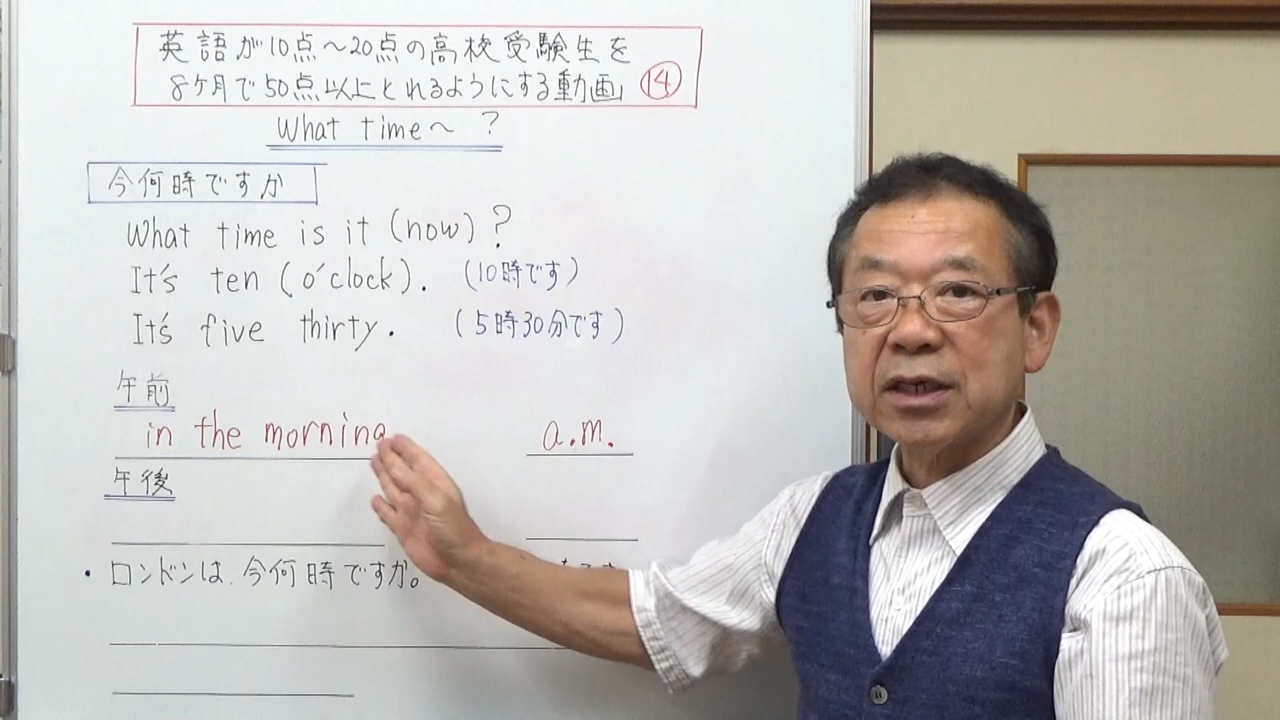 英語が10点～20点の高校受験生を
8ヶ月で50点以上とれるようにする動画 ⑭
What time～ ?
今何時ですか
What time is it (now) ?
It's ten (o'clock). (10時です)
It's five thirty. (5時30分です)
午前
in the morning a.m.
午後
・ロンドンは、今何時ですか。